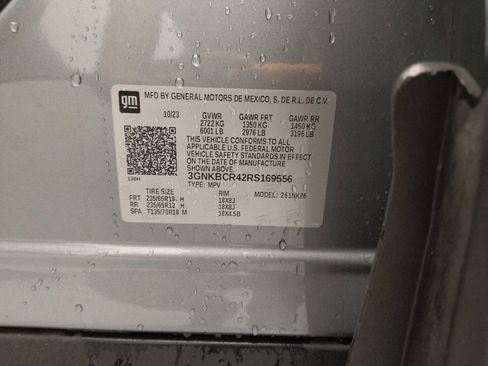 gm
MFD BY GENERAL MOTORS DE MEXICO, S. DE R.L. DE C.V.
10/23 GVWR GAWR FRT GAWR RR
2722 KG 1350 KG 1450 KG
6001 LB 2976 LB 3196 LB
THIS VEHICLE CONFORMS TO ALL
APPLICABLE U.S. FEDERAL MOTOR
VEHICLE SAFETY STANDARDS IN EFFECT
ON THE DATE OF MANUFACTURE
SHOWN ABOVE.
3GNKBCR42RS169556
TYPE: MPV MODEL: 261NK26
TIRE SIZE RIM
FRT 235/65R18 H 18X8J
RR 235/65R18 H 18X8J
SPA T135/70R18 M 18X4.5B